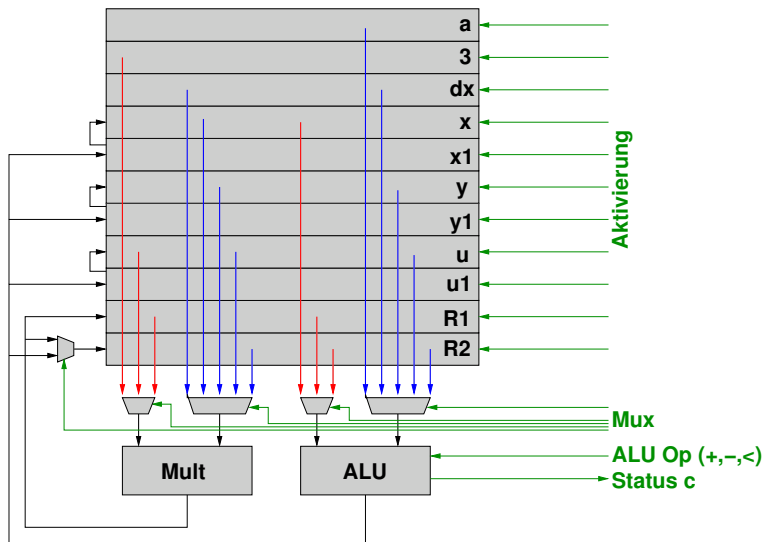 a
3
dx
x
x1
y
y1
u
u1
R1
R2
Aktivierung
Mux
Mult
ALU
ALU Op (+,−,<)
Status c